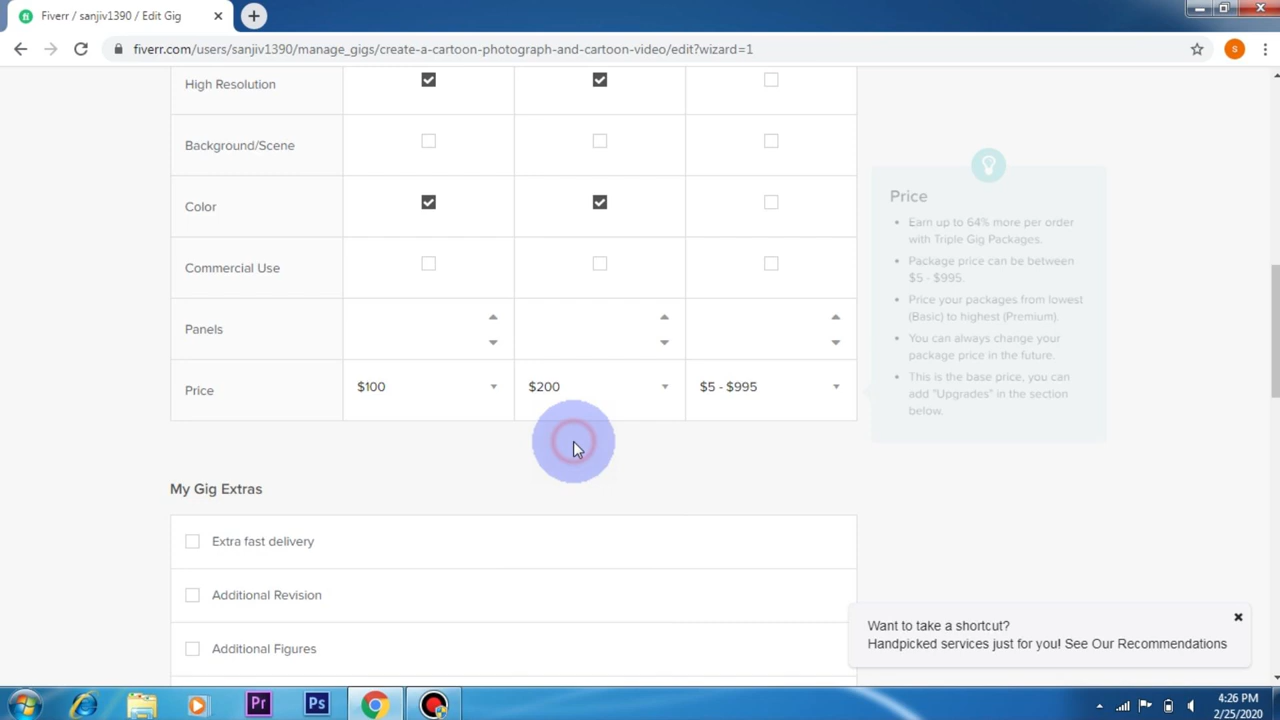 Fiverr / sanjiv1390 / Edit Gig
fiverr.com/users/sanjiv1390/manage_gigs/create-a-cartoon-photograph-and-cartoon-video/edit?wizard=1
S
High Resolution
Background/Scene
Color
Commercial Use
Panels
Price $100 $200 $5 - $995
Price
• Earn up to 64% more per order
with Triple Gig Packages.
• Package price can be between
$5 - $995.
• Price your packages from lowest
(Basic) to highest (Premium).
• You can always change your
package price in the future.
• This is the base price, you can
add "Upgrades" in the section
below.
My Gig Extras
Extra fast delivery
Additional Revision
Additional Figures
Want to take a shortcut?
Handpicked services just for you! See Our Recommendations
Pr
Ps
4:26 PM
2/25/2020